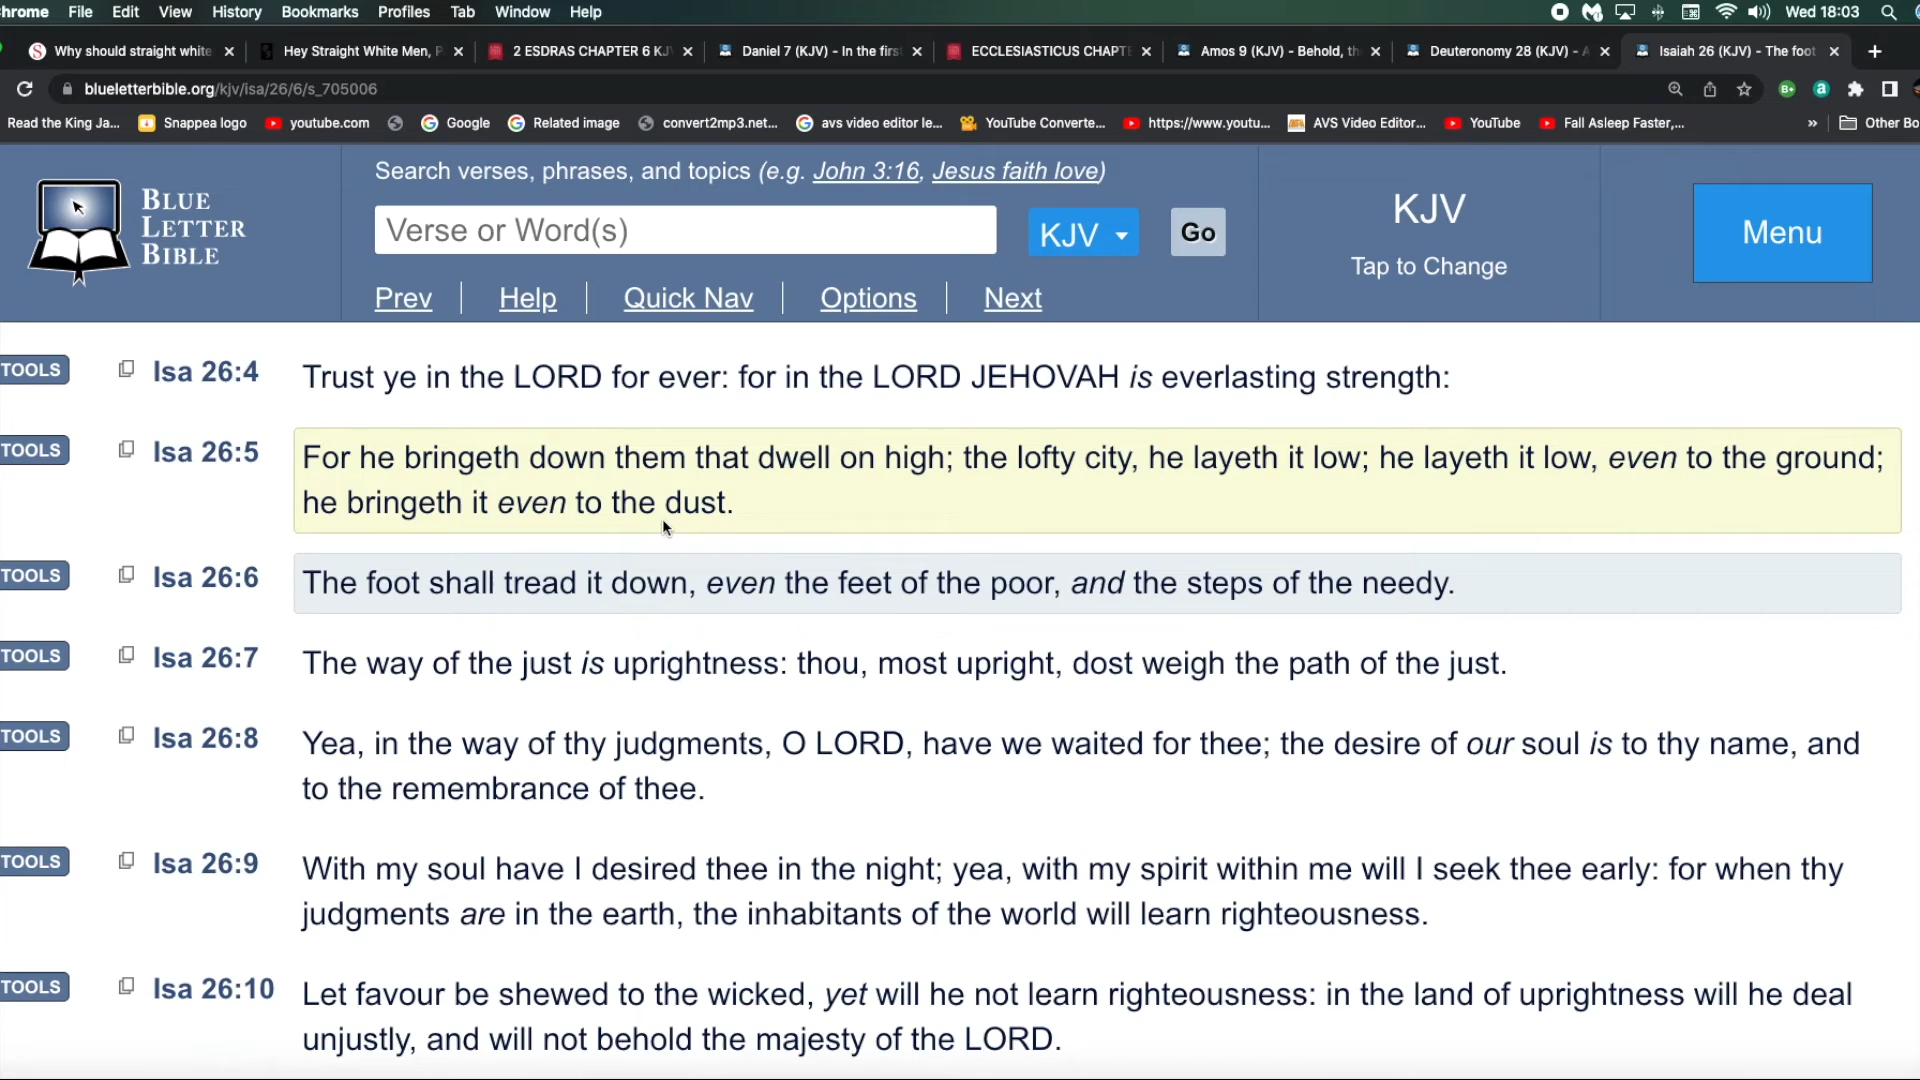 hrome File Edit View History Bookmarks Profiles Tab Window Help Wed 18:03
Why should straight white Hey Straight White Men, P 2 ESDRAS CHAPTER 6 KJ Daniel 7 (KJV) - In the firs ECCLESIASTICUS CHAPT Amos 9 (KJV) - Behold, th Deuteronomy 28 (KJV) - A Isaiah 26 (KJV) - The foot
blueletterbible.org/kjv/isa/26/6/s_705006
Read the King Ja... Snappea logo youtube.com Google Related image convert2mp3.net... avs video editor le... YouTube Converte... https://www.youtu... AVS Video Editor... YouTube Fall Asleep Faster,... » Other Bo
BLUE
LETTER
BIBLE
Search verses, phrases, and topics (e.g. John 3:16, Jesus faith love)
Verse or Word(s) KJV Go
Prev Help Quick Nav Options Next
KJV
Tap to Change
Menu
TOOLS Isa 26:4 Trust ye in the LORD for ever: for in the LORD JEHOVAH is everlasting strength:
TOOLS Isa 26:5 For he bringeth down them that dwell on high; the lofty city, he layeth it low; he layeth it low, even to the ground;
he bringeth it even to the dust.
TOOLS Isa 26:6 The foot shall tread it down, even the feet of the poor, and the steps of the needy.
TOOLS Isa 26:7 The way of the just is uprightness: thou, most upright, dost weigh the path of the just.
TOOLS Isa 26:8 Yea, in the way of thy judgments, O LORD, have we waited for thee; the desire of our soul is to thy name, and
to the remembrance of thee.
TOOLS Isa 26:9 With my soul have I desired thee in the night; yea, with my spirit within me will I seek thee early: for when thy
judgments are in the earth, the inhabitants of the world will learn righteousness.
TOOLS Isa 26:10 Let favour be shewed to the wicked, yet will he not learn righteousness: in the land of uprightness will he deal
unjustly, and will not behold the majesty of the LORD.